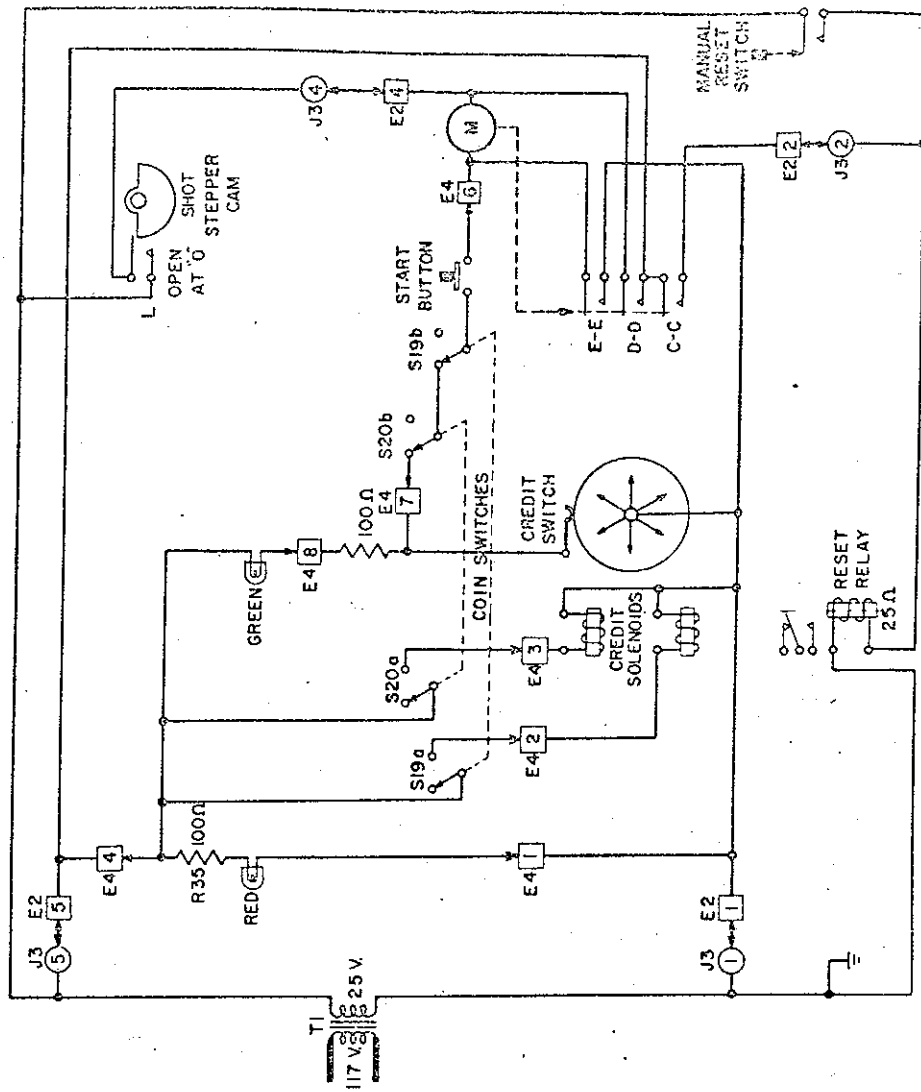 MANUAL
RESET
SWITCH
J3
4
E2
4
SHOT
STEPPER
CAM
L
OPEN
AT "0"
M
E4
6
E2
2
J3
2
START
BUTTON
S19b
E-E
D-D
C-C
S20b
E4
7
100Ω
CREDIT
SWITCH
COIN SWITCHES
GREEN
E4
8
RESET
RELAY
25Ω
CREDIT
SOLENOIDS
E4
3
S20a
E4
2
S19a
100Ω
R35
RED
E4
4
E4
1
E2
5
J3
5
E2
1
J3
1
T1
25 V.
117 V.